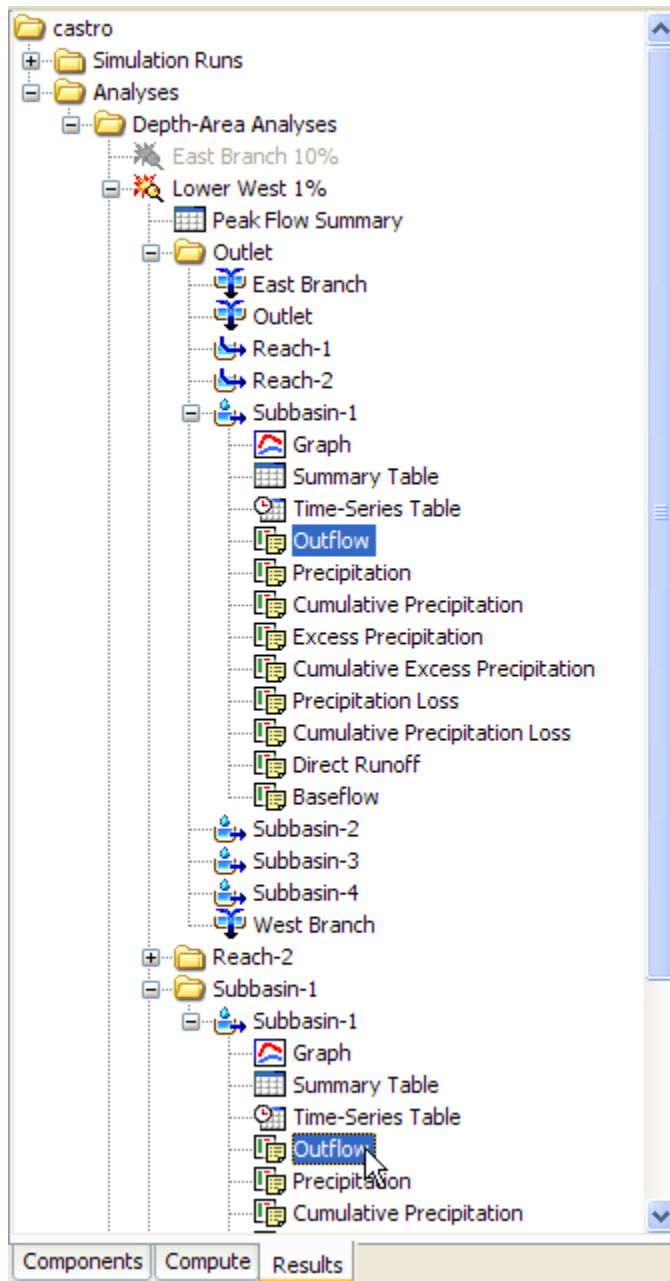 castro
Simulation Runs
Analyses
Depth-Area Analyses
East Branch 10%
Lower West 1%
Peak Flow Summary
Outlet
East Branch
Outlet
Reach-1
Reach-2
Subbasin-1
Graph
Summary Table
Time-Series Table
Outflow
Precipitation
Cumulative Precipitation
Excess Precipitation
Cumulative Excess Precipitation
Precipitation Loss
Cumulative Precipitation Loss
Direct Runoff
Baseflow
Subbasin-2
Subbasin-3
Subbasin-4
West Branch
Reach-2
Subbasin-1
Subbasin-1
Graph
Summary Table
Time-Series Table
Outflow
Precipitation
Cumulative Precipitation
Components Compute Results